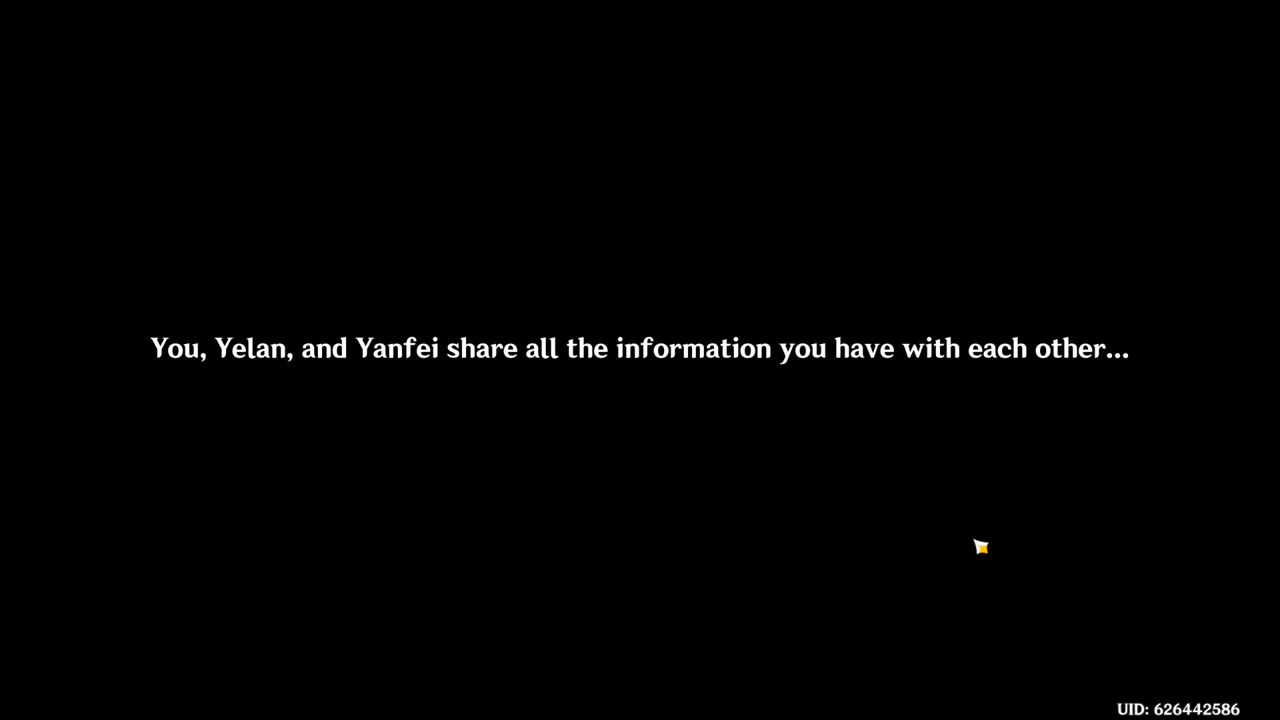 You, Yelan, and Yanfei share all the information you have with each other...
UID: 626442586